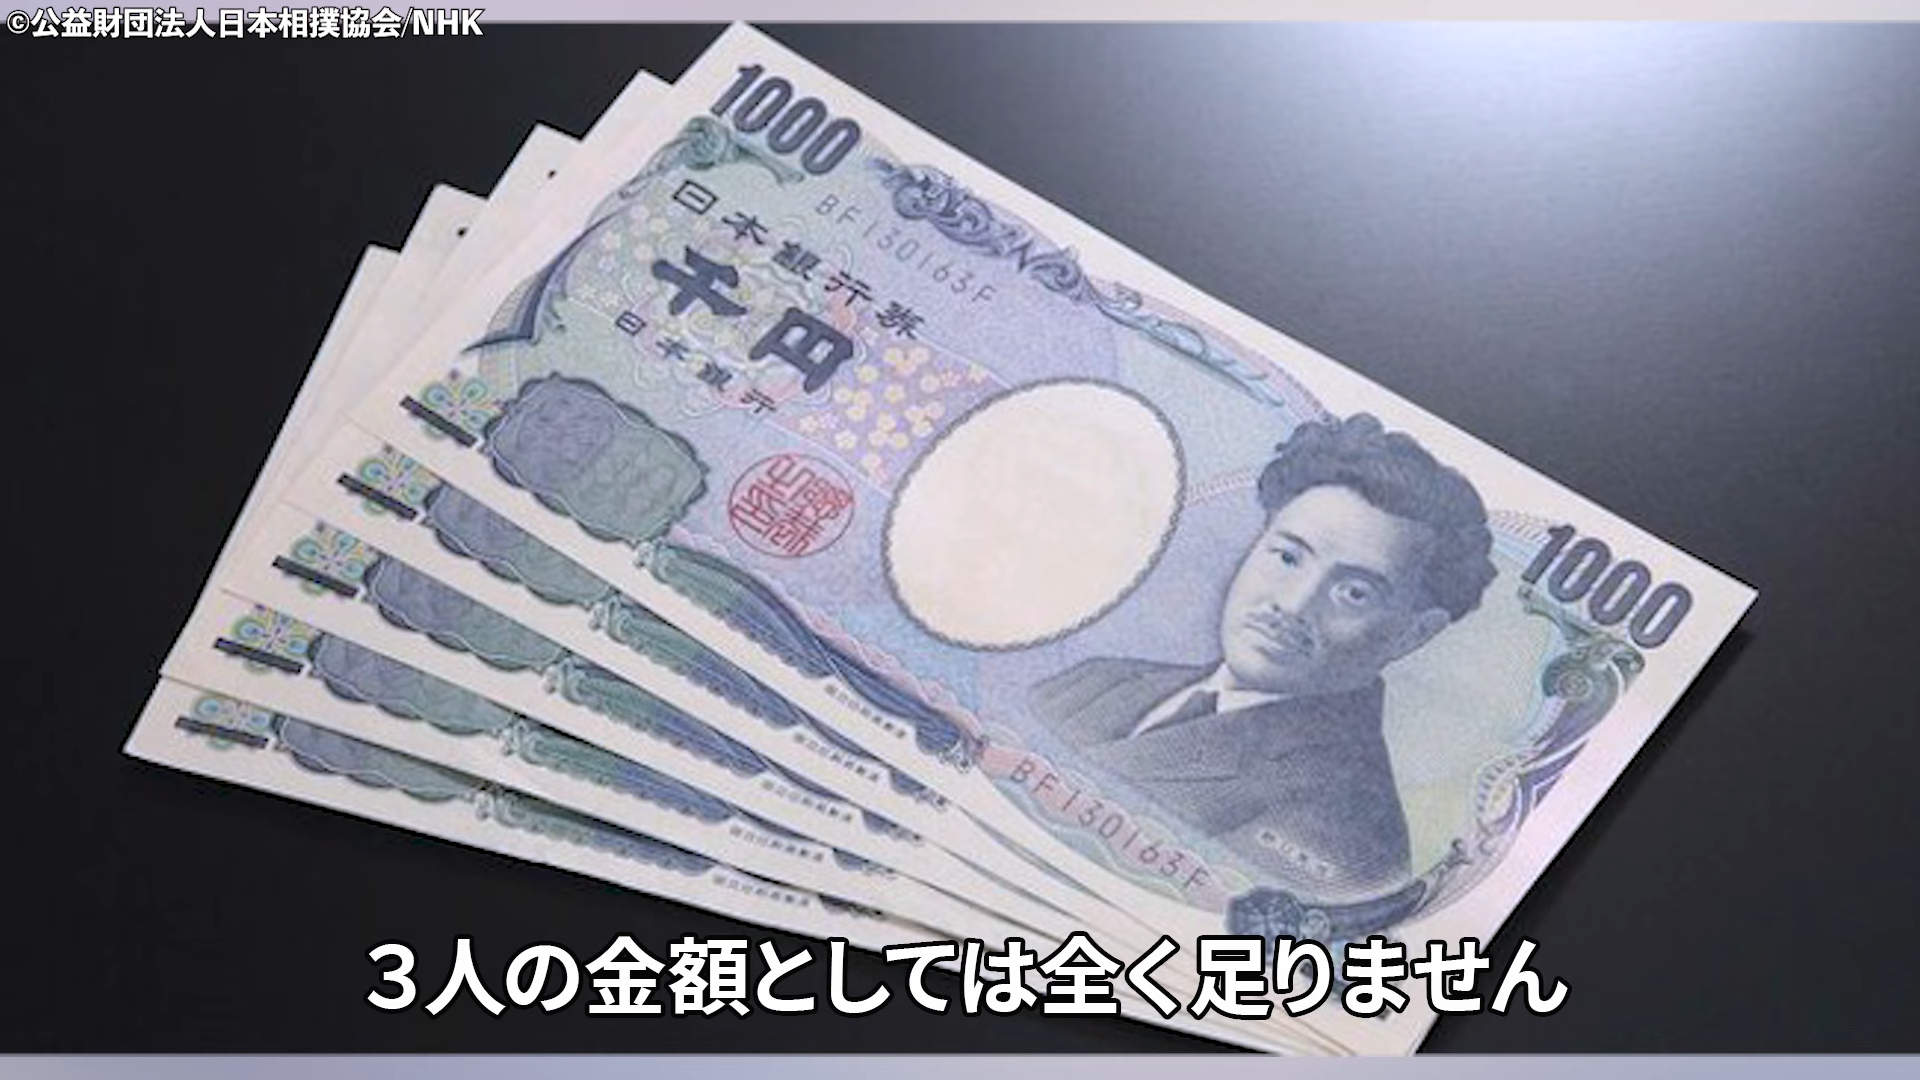 ©公益財団法人日本相撲協会/NHK
1000
BF130163F
日本銀行券
千円
日本銀行
1000
BF130163F
３人の金額としては全く足りません